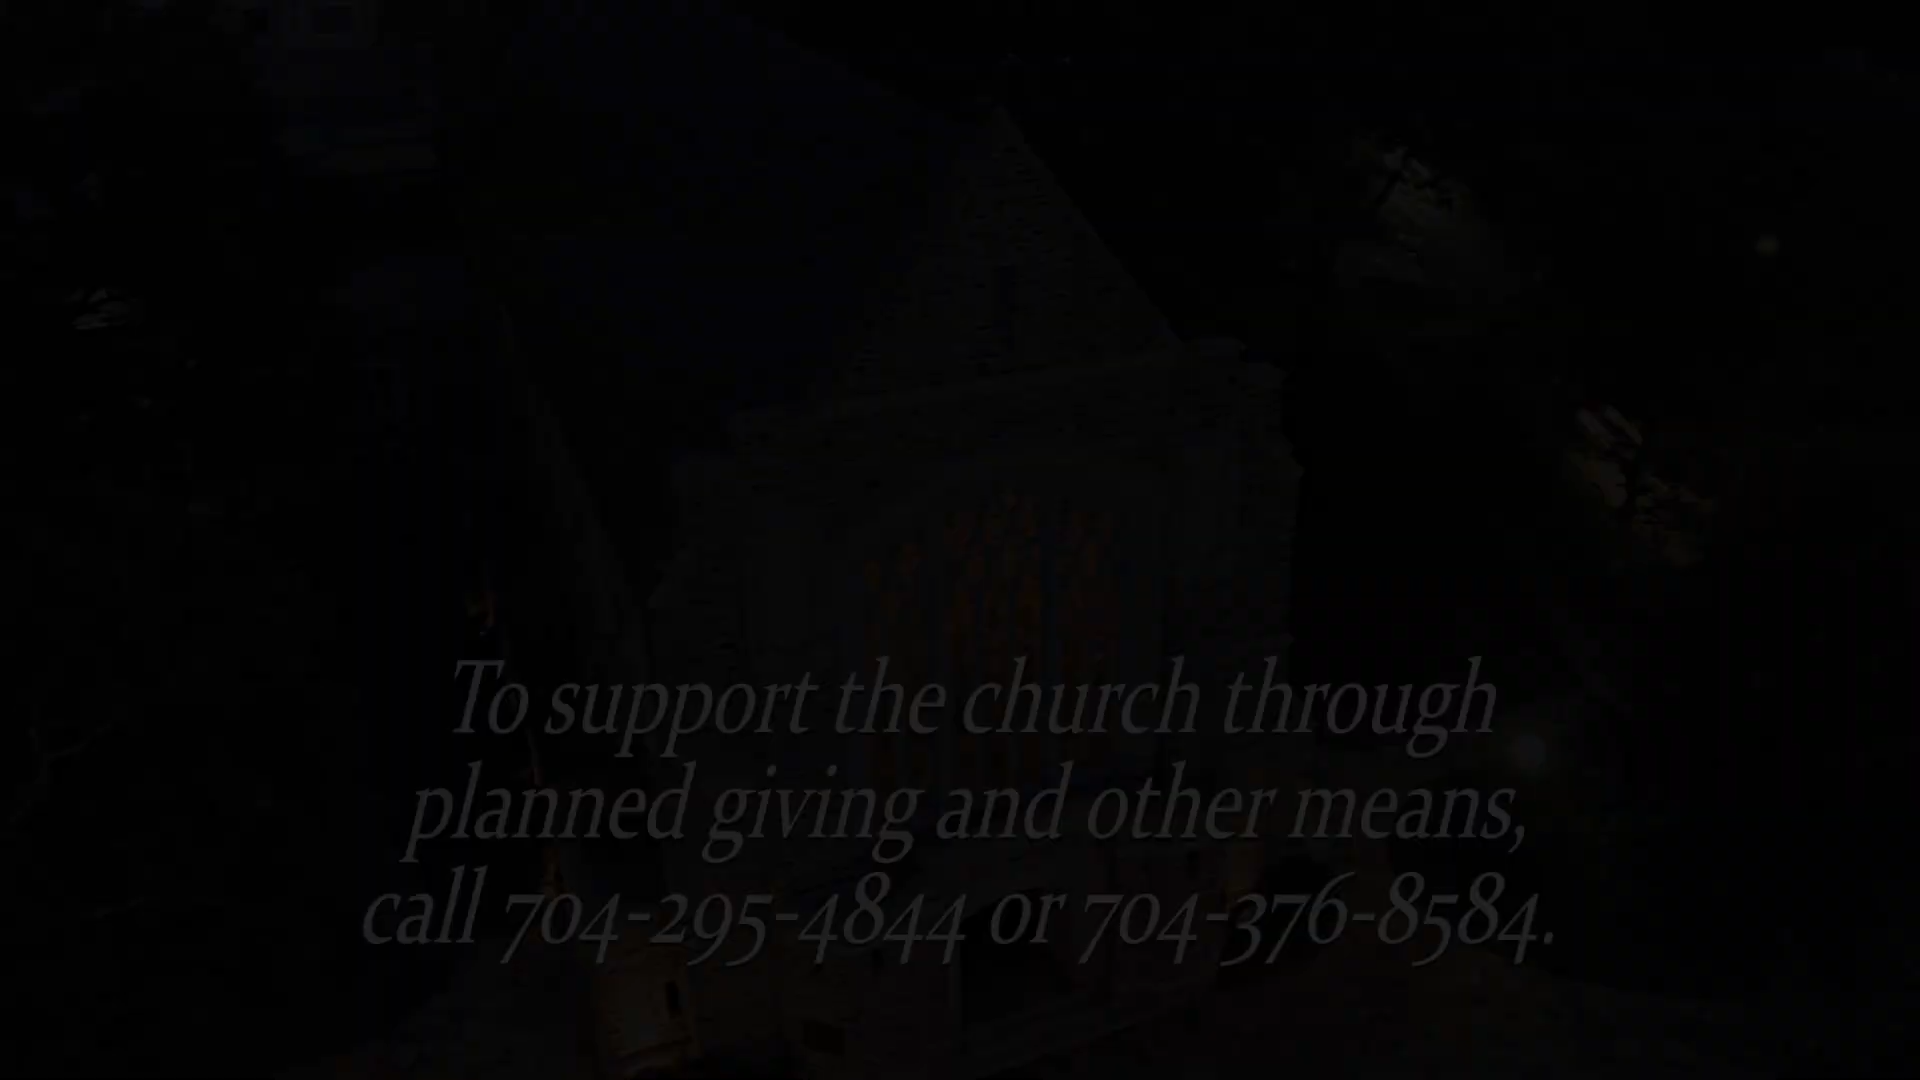 To support the church through
planned giving and other means,
call 704-295-4844 or 704-376-8584.